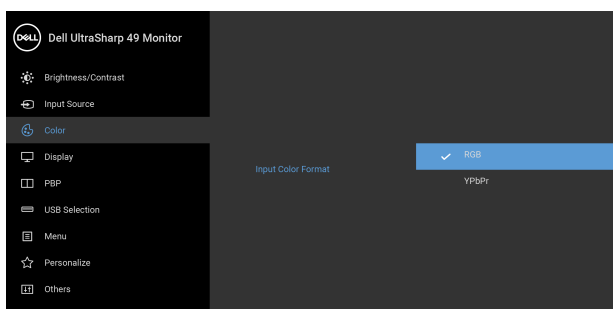 DELL Dell UltraSharp 49 Monitor
Brightness/Contrast
Input Source
Color
Display
PBP
USB Selection
Menu
Personalize
Others
Input Color Format
RGB
YPbPr